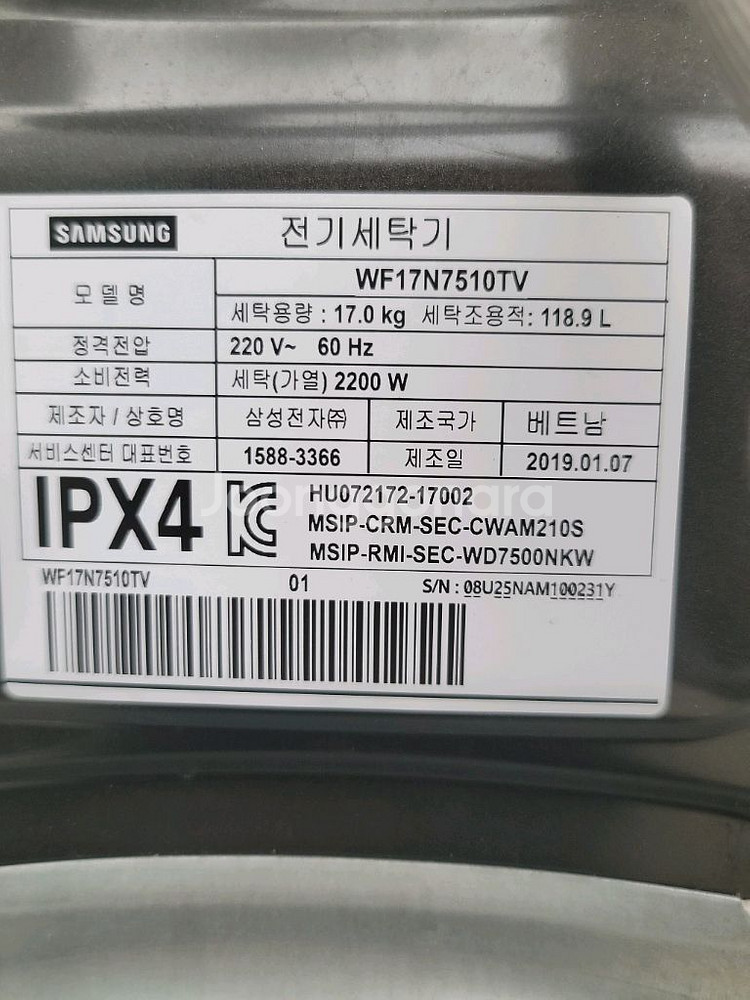 SAMSUNG 전기세탁기
모델명 WF17N7510TV
세탁용량 : 17.0 kg 세탁조용적: 118.9 L
정격전압 220 V~ 60 Hz
소비전력 세탁(가열) 2200 W
제조자 / 상호명 삼성전자㈜ 제조국가 베트남
서비스센터 대표번호 1588-3366 제조일 2019.01.07
IPX4 HU072172-17002
MSIP-CRM-SEC-CWAM210S
MSIP-RMI-SEC-WD7500NKW
WF17N7510TV 01 S/N : 08U25NAM100231Y
Joonggonara